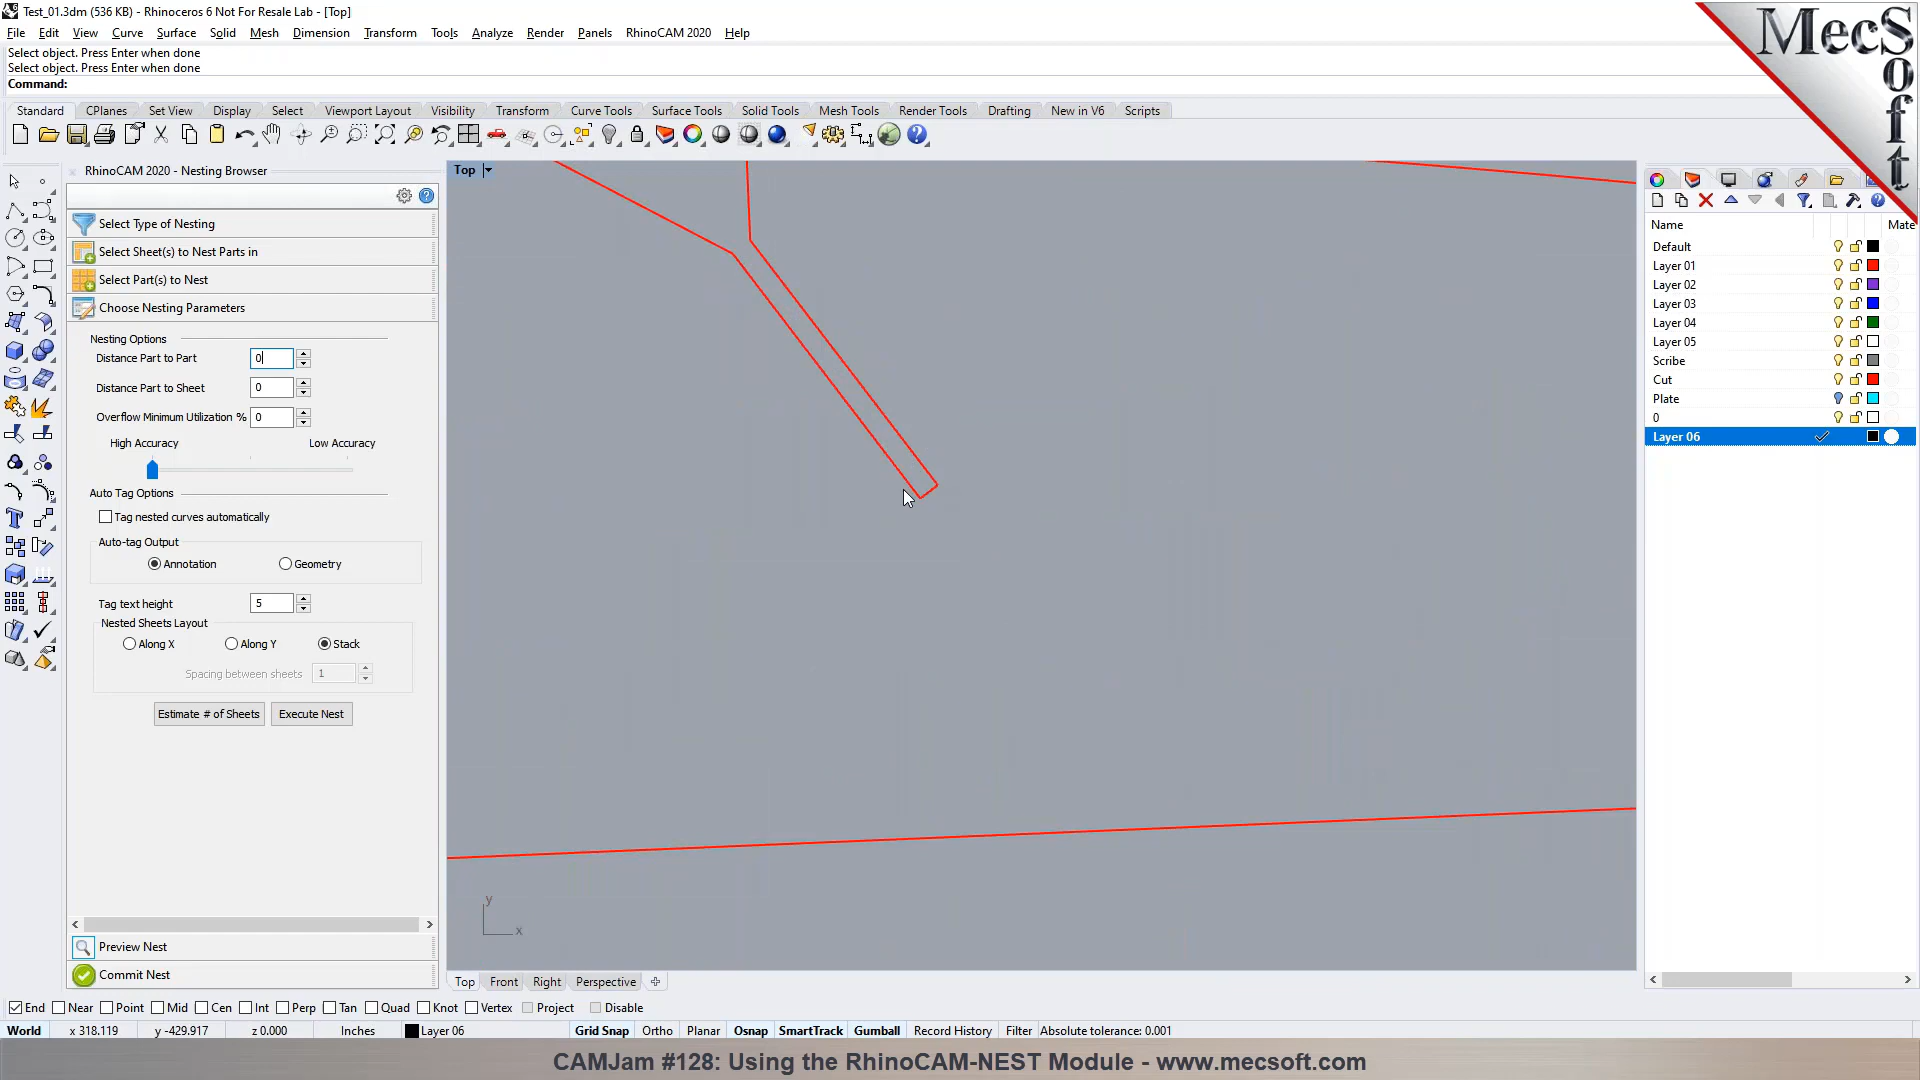 Test_01.3dm (536 KB) - Rhinoceros 6 Not For Resale Lab - [Top]
File Edit View Curve Surface Solid Mesh Dimension Transform Tools Analyze Render Panels RhinoCAM 2020 Help
Select object. Press Enter when done
Select object. Press Enter when done
Command:
Standard CPlanes Set View Display Select Viewport Layout Visibility Transform Curve Tools Surface Tools Solid Tools Mesh Tools Render Tools Drafting New in V6 Scripts
MecSoft
RhinoCAM 2020 - Nesting Browser
Select Type of Nesting
Select Sheet(s) to Nest Parts in
Select Part(s) to Nest
Choose Nesting Parameters
Nesting Options
Distance Part to Part 0
Distance Part to Sheet 0
Overflow Minimum Utilization % 0
High Accuracy Low Accuracy
Auto Tag Options
Tag nested curves automatically
Auto-tag Output
Annotation Geometry
Tag text height 5
Nested Sheets Layout
Along X Along Y Stack
Spacing between sheets 1
Estimate # of Sheets Execute Nest
Preview Nest
Commit Nest
Top
y
x
Top Front Right Perspective
Name Mate
Default
Layer 01
Layer 02
Layer 03
Layer 04
Layer 05
Scribe
Cut
Plate
0
Layer 06
End Near Point Mid Cen Int Perp Tan Quad Knot Vertex Project Disable
World x 318.119 y -429.917 z 0.000 Inches Layer 06 Grid Snap Ortho Planar Osnap SmartTrack Gumball Record History Filter Absolute tolerance: 0.001
CAMJam #128: Using the RhinoCAM-NEST Module - www.mecsoft.com